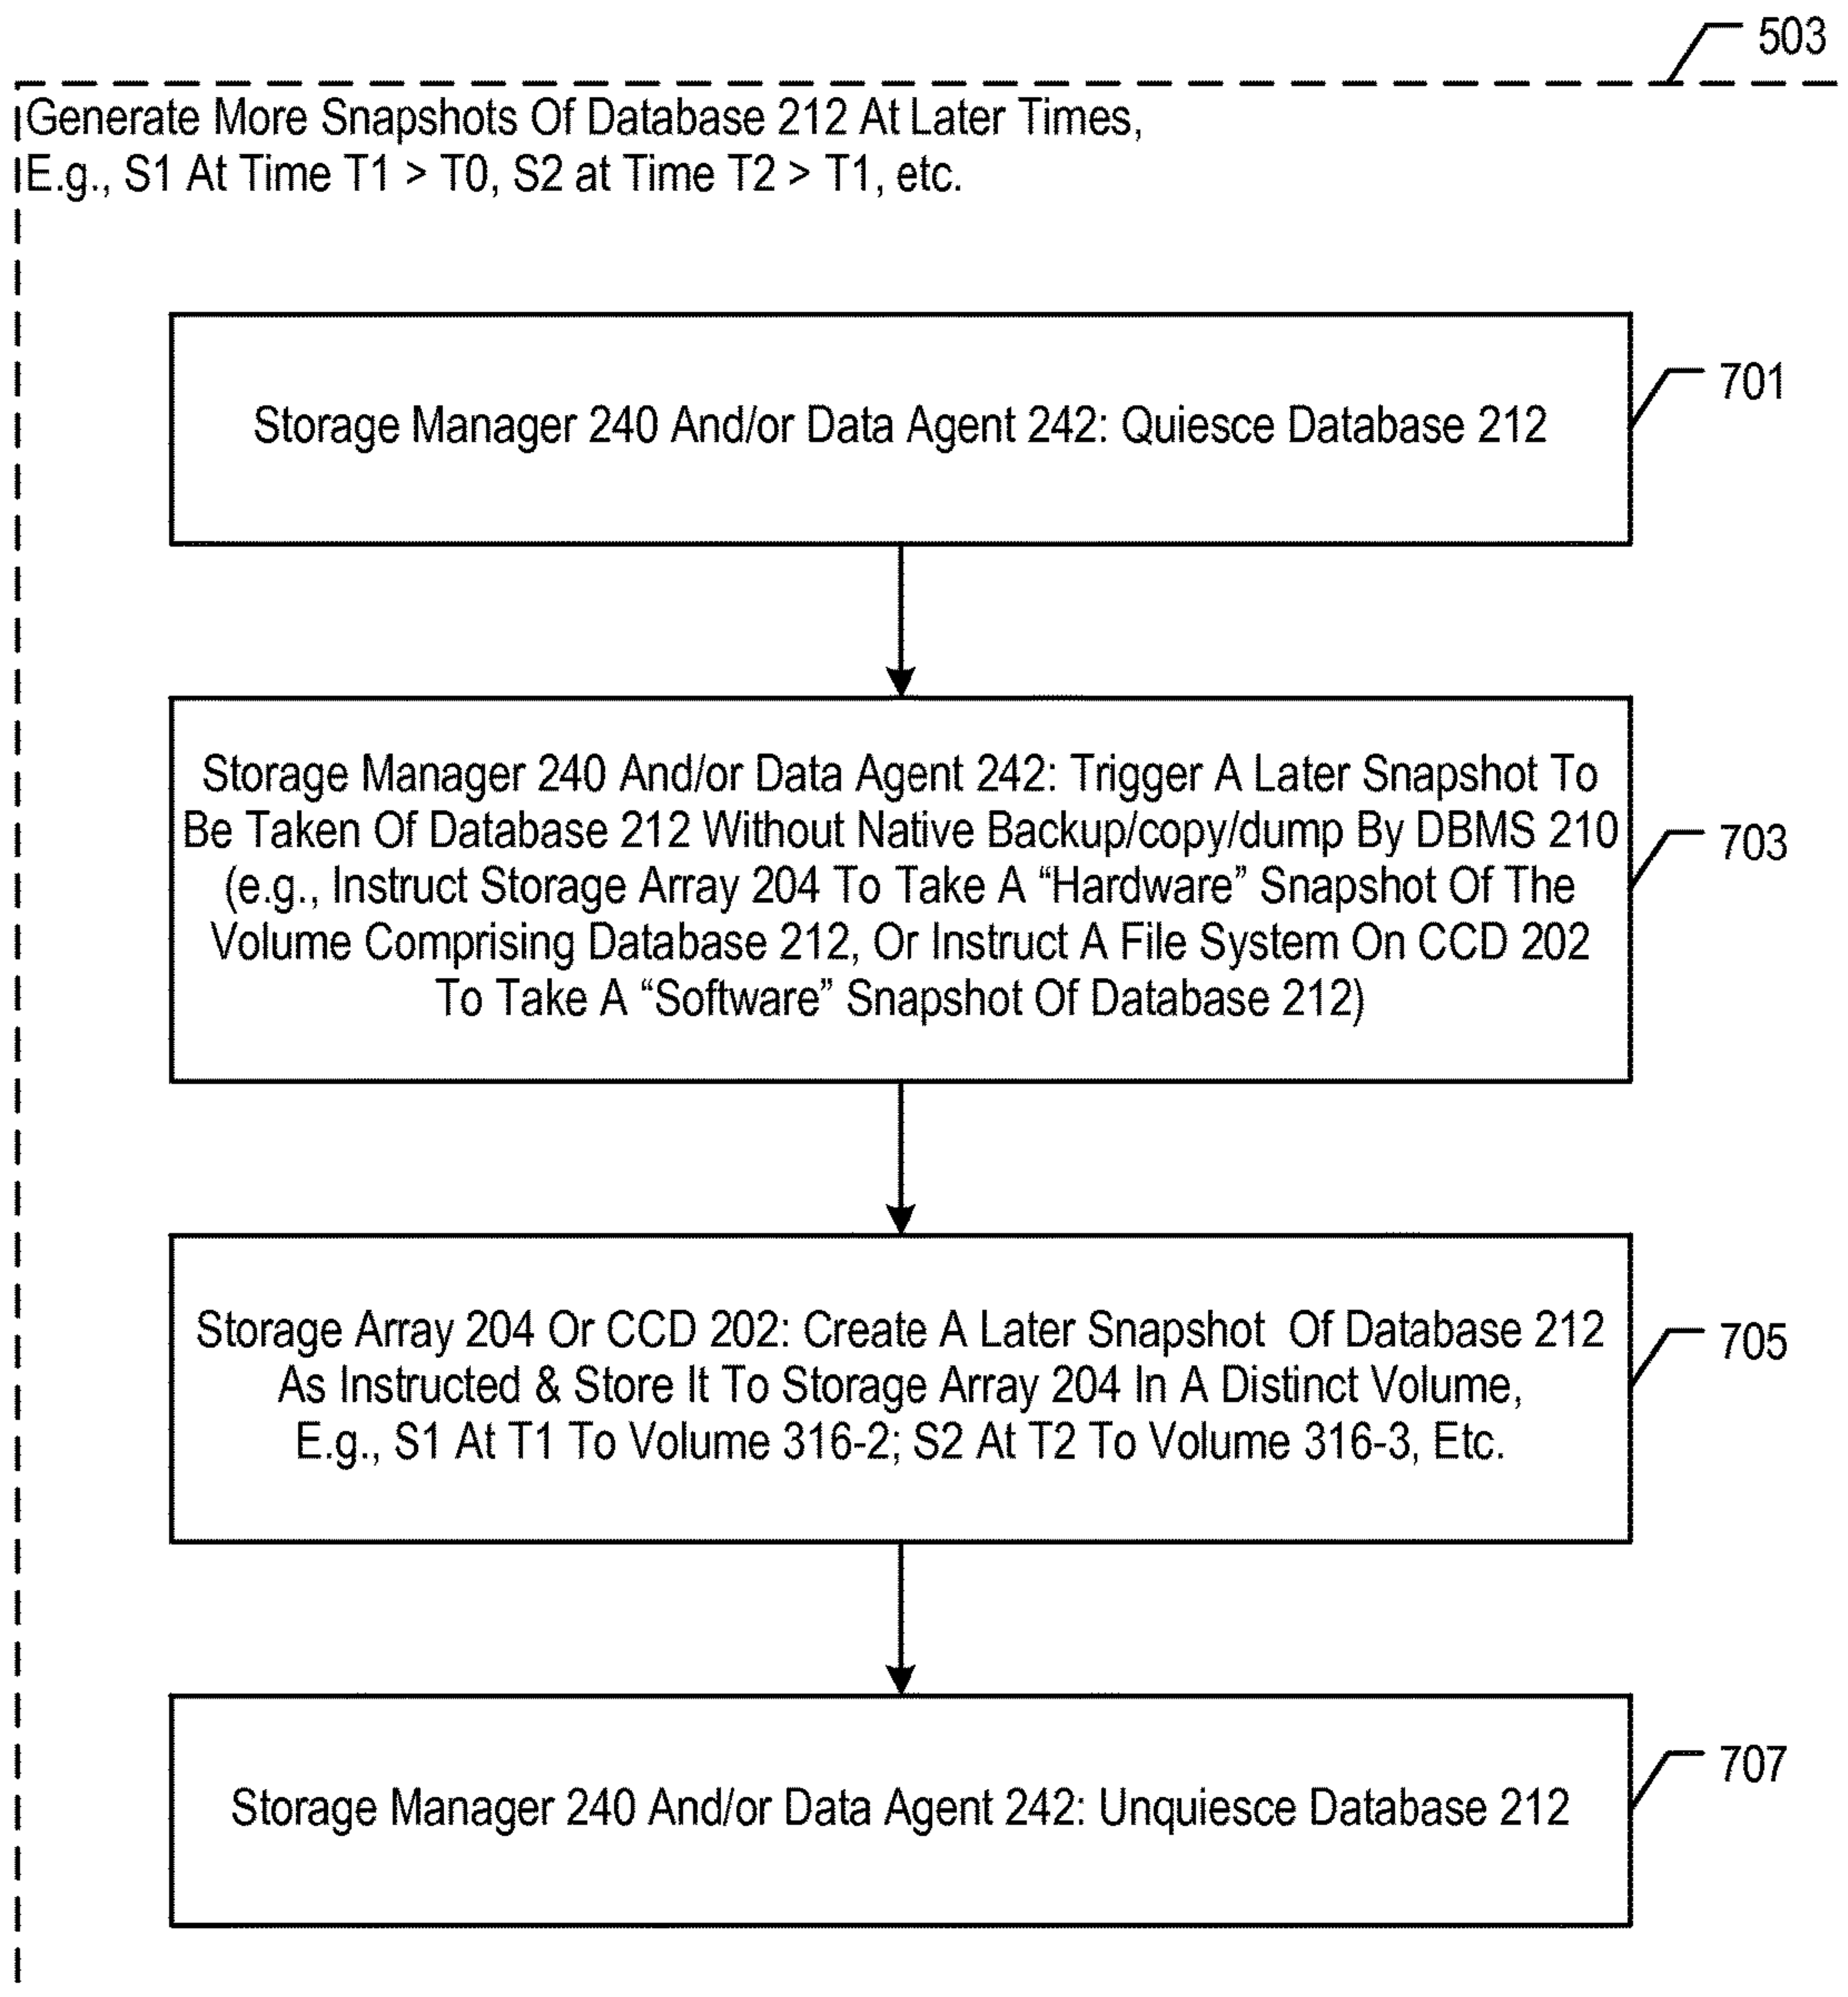 503
Generate More Snapshots Of Database 212 At Later Times,
E.g., S1 At Time T1 > T0, S2 at Time T2 > T1, etc.
701
Storage Manager 240 And/or Data Agent 242: Quiesce Database 212
Storage Manager 240 And/or Data Agent 242: Trigger A Later Snapshot To
Be Taken Of Database 212 Without Native Backup/copy/dump By DBMS 210
703
(e.g., Instruct Storage Array 204 To Take A “Hardware” Snapshot Of The
Volume Comprising Database 212, Or Instruct A File System On CCD 202
To Take A “Software” Snapshot Of Database 212)
Storage Array 204 Or CCD 202: Create A Later Snapshot Of Database 212
705
As Instructed & Store It To Storage Array 204 In A Distinct Volume,
E.g., S1 At T1 To Volume 316-2; S2 At T2 To Volume 316-3, Etc.
707
Storage Manager 240 And/or Data Agent 242: Unquiesce Database 212